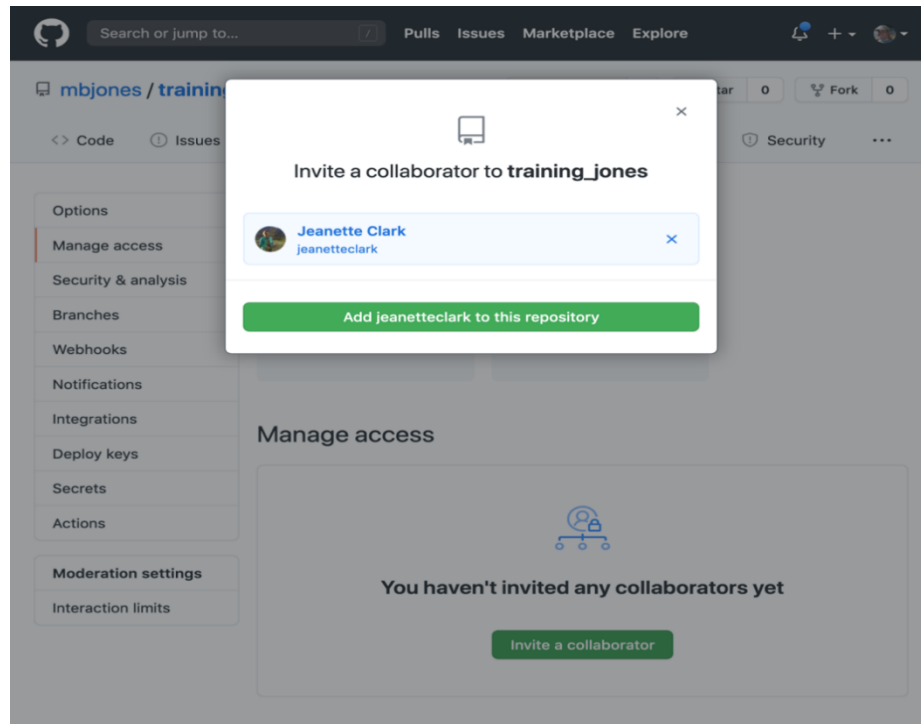 Search or jump to... / Pulls Issues Marketplace Explore
mbjones / training
tar 0 Fork 0
Code Issues Security ...
Invite a collaborator to training_jones
Jeanette Clark
jeanetteclark
Add jeanetteclark to this repository
Options
Manage access
Security & analysis
Branches
Webhooks
Notifications
Integrations
Deploy keys
Secrets
Actions
Moderation settings
Interaction limits
Manage access
You haven't invited any collaborators yet
Invite a collaborator